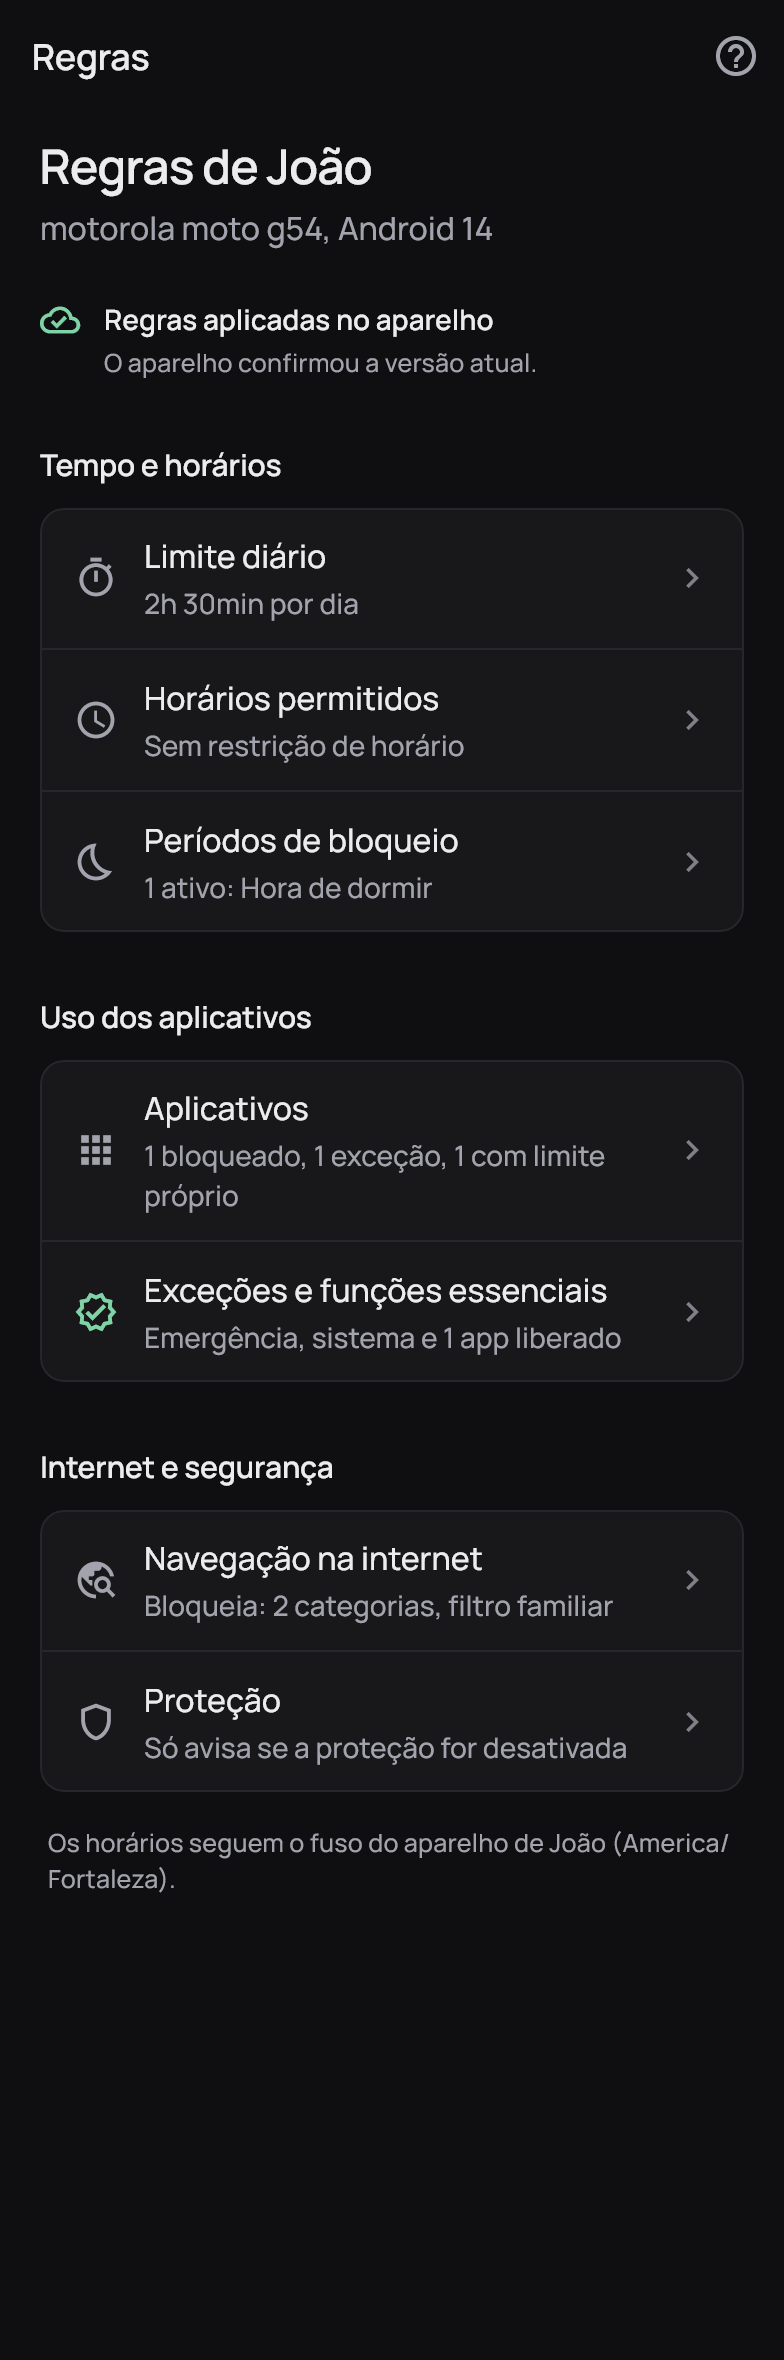 Regras
Regras de João
motorola moto g54, Android 14
Regras aplicadas no aparelho
O aparelho confirmou a versão atual.
Tempo e horários
Limite diário
2h 30min por dia
Horários permitidos
Sem restrição de horário
Períodos de bloqueio
1 ativo: Hora de dormir
Uso dos aplicativos
Aplicativos
1 bloqueado, 1 exceção, 1 com limite
próprio
Exceções e funções essenciais
Emergência, sistema e 1 app liberado
Internet e segurança
Navegação na internet
Bloqueia: 2 categorias, filtro familiar
Proteção
Só avisa se a proteção for desativada
Os horários seguem o fuso do aparelho de João (America/
Fortaleza).